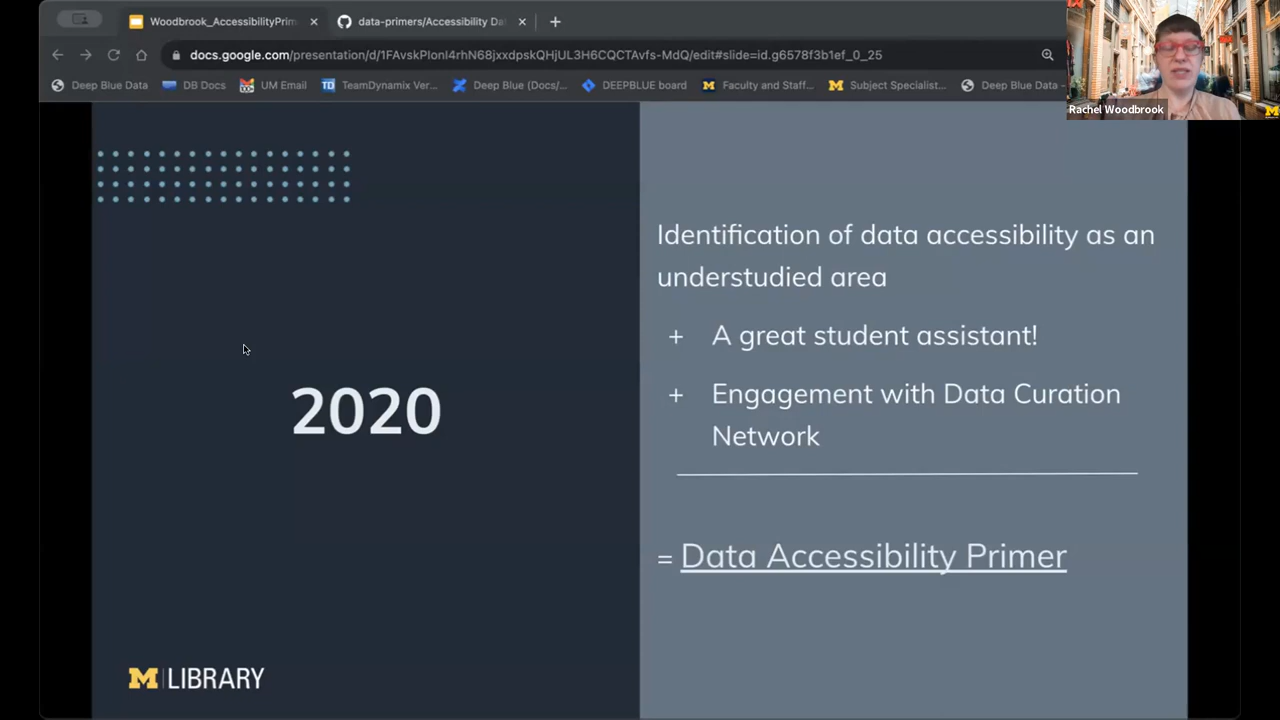 Woodbrook_AccessibilityPrim
data-primers/Accessibility Da
docs.google.com/presentation/d/1FAvskPIonI4rhN68jxxdpskQHjUL3H6CQCTAvfs-MdQ/edit#slide=id.g6578f3b1ef_0_25
Deep Blue Data
DB Docs
UM Email
TD TeamDynamix Ver...
Deep Blue (Docs/...
DEEPBLUE board
Faculty and Staff...
Subject Specialist...
Deep Blue Data -
Rachel Woodbrook
Identification of data accessibility as an
understudied area
+ A great student assistant!
+ Engagement with Data Curation
Network
2020
= Data Accessibility Primer
M LIBRARY